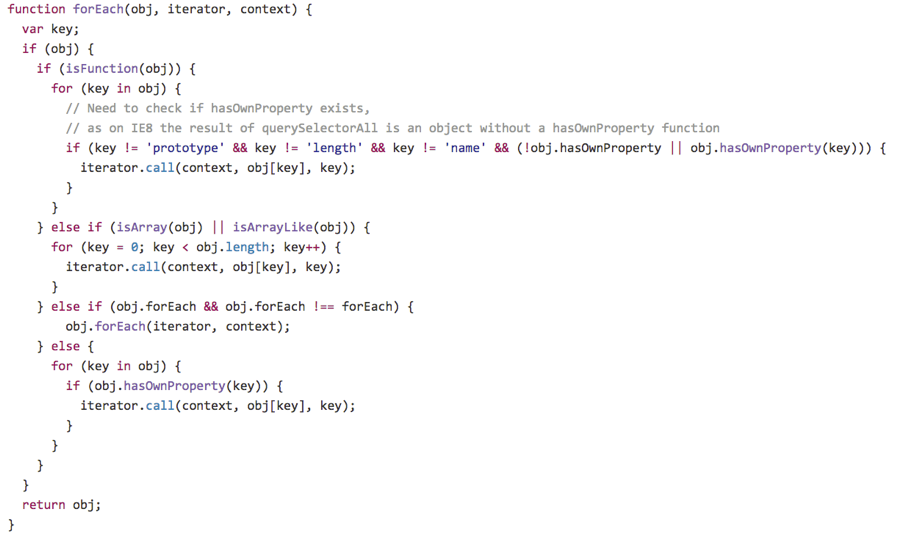 function forEach(obj, iterator, context) {
  var key;
  if (obj) {
    if (isFunction(obj)) {
      for (key in obj) {
        // Need to check if hasOwnProperty exists,
        // as on IE8 the result of querySelectorAll is an object without a hasOwnProperty function
        if (key != 'prototype' && key != 'length' && key != 'name' && (!obj.hasOwnProperty || obj.hasOwnProperty(key))) {
          iterator.call(context, obj[key], key);
        }
      }
    } else if (isArray(obj) || isArrayLike(obj)) {
      for (key = 0; key < obj.length; key++) {
        iterator.call(context, obj[key], key);
      }
    } else if (obj.forEach && obj.forEach !== forEach) {
        obj.forEach(iterator, context);
    } else {
      for (key in obj) {
        if (obj.hasOwnProperty(key)) {
          iterator.call(context, obj[key], key);
        }
      }
    }
  }
  return obj;
}